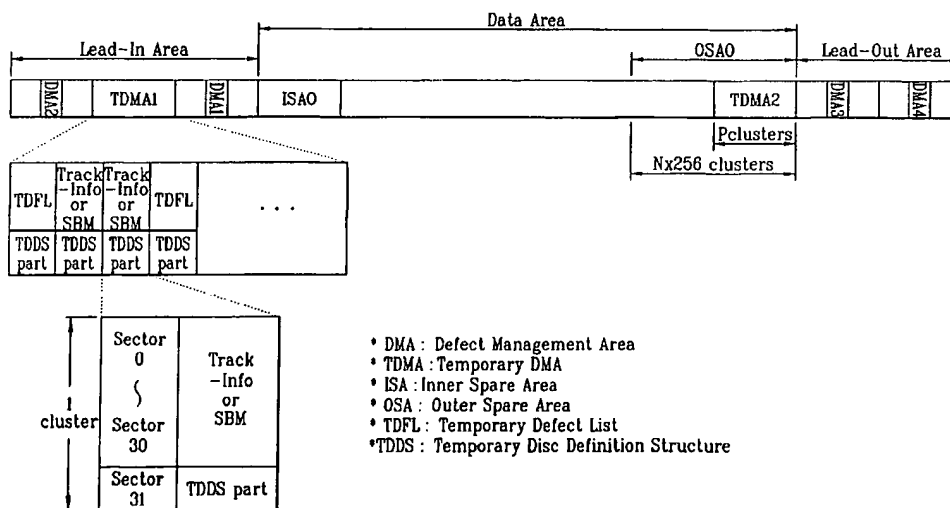 Data Area
Lead-In Area
OSA0
Lead-Out Area
DMA2
TDMA1
DMA1
ISA0
TDMA2
DMA3
DMA4
Pclusters
Nx256 clusters
TDFL
Track
-Info
or
SBM
Track
-Info
or
SBM
TDFL
. . .
TDDS
part
TDDS
part
TDDS
part
TDDS
part
1
cluster
Sector
0
Sector
30
Track
-Info
or
SBM
Sector
31
TDDS part
* DMA : Defect Management Area
* TDMA : Temporary DMA
* ISA : Inner Spare Area
* OSA : Outer Spare Area
* TDFL : Temporary Defect List
*TDDS : Temporary Disc Definition Structure